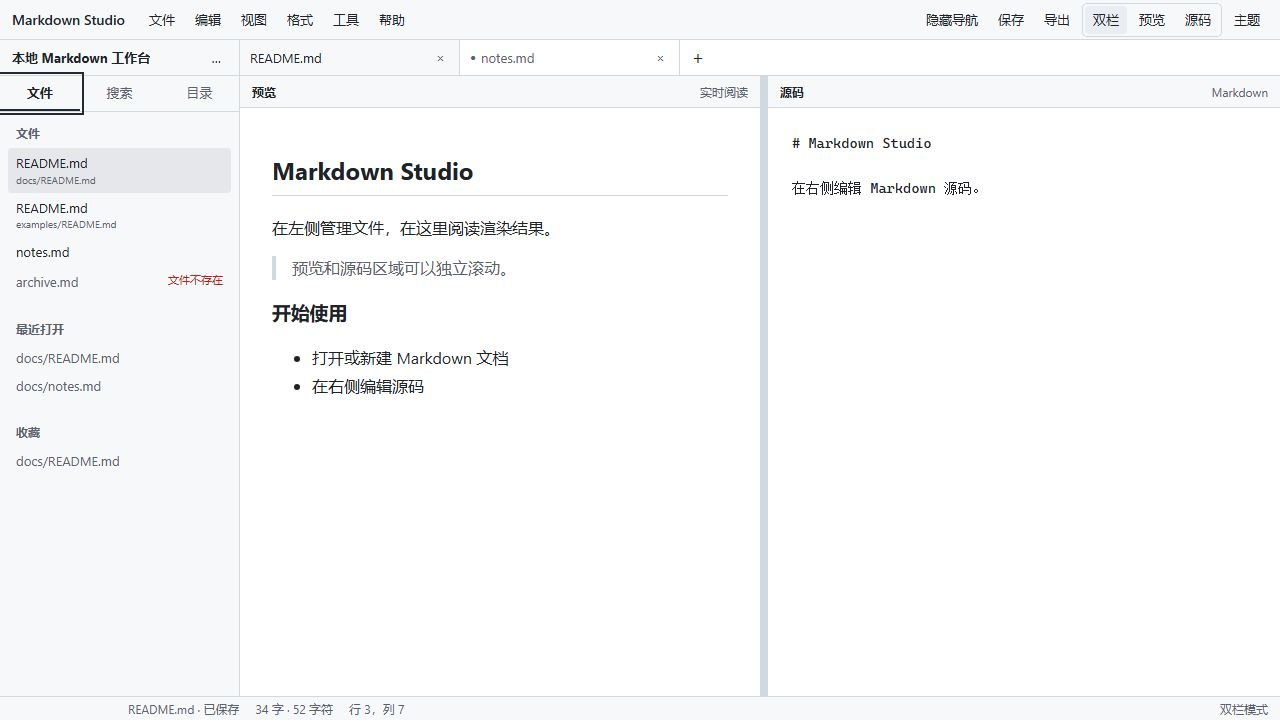 Markdown Studio 文件 编辑 视图 格式 工具 帮助 隐藏导航 保存 导出 双栏 预览 源码 主题
本地 Markdown 工作台 ...
README.md ×
• notes.md ×
+
文件 搜索 目录
文件
README.md
docs/README.md
README.md
examples/README.md
notes.md
archive.md 文件不存在
最近打开
docs/README.md
docs/notes.md
收藏
docs/README.md
预览 实时阅读
Markdown Studio
在左侧管理文件，在这里阅读渲染结果。
预览和源码区域可以独立滚动。
开始使用
• 打开或新建 Markdown 文档
• 在右侧编辑源码
源码 Markdown
# Markdown Studio
在右侧编辑 Markdown 源码。
README.md · 已保存 34 字 · 52 字符 行 3，列 7 双栏模式